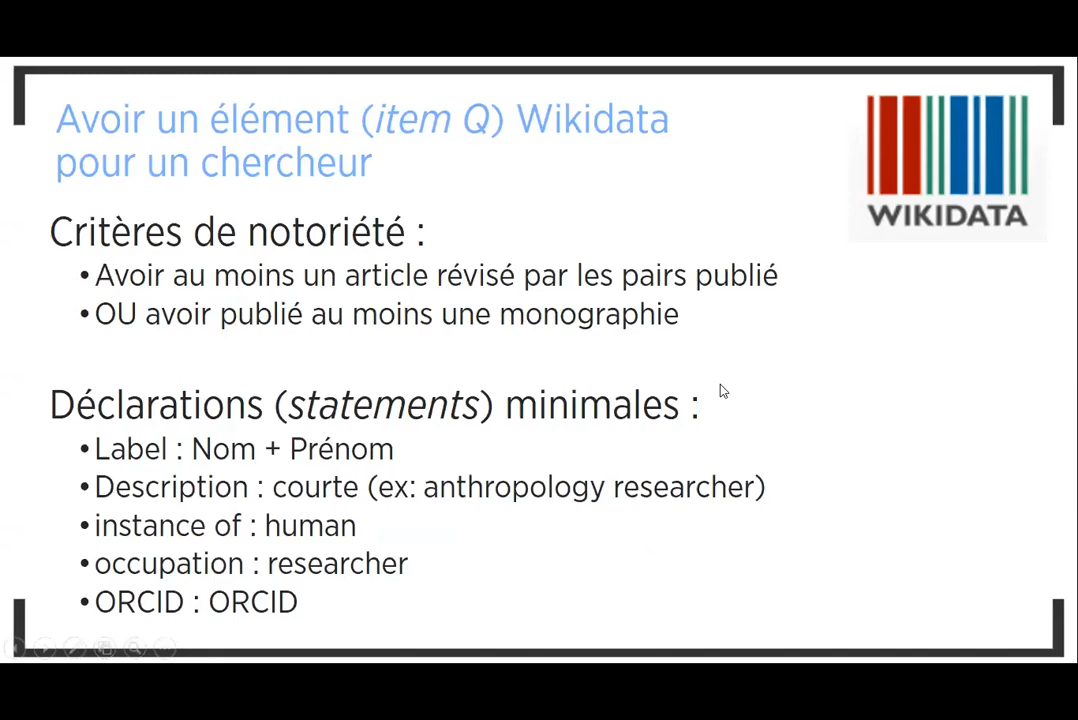 Avoir un élément (item Q) Wikidata
pour un chercheur
WIKIDATA
Critères de notoriété :
•Avoir au moins un article révisé par les pairs publié
•OU avoir publié au moins une monographie
Déclarations (statements) minimales :
•Label : Nom + Prénom
•Description : courte (ex: anthropology researcher)
•instance of : human
•occupation : researcher
•ORCID : ORCID